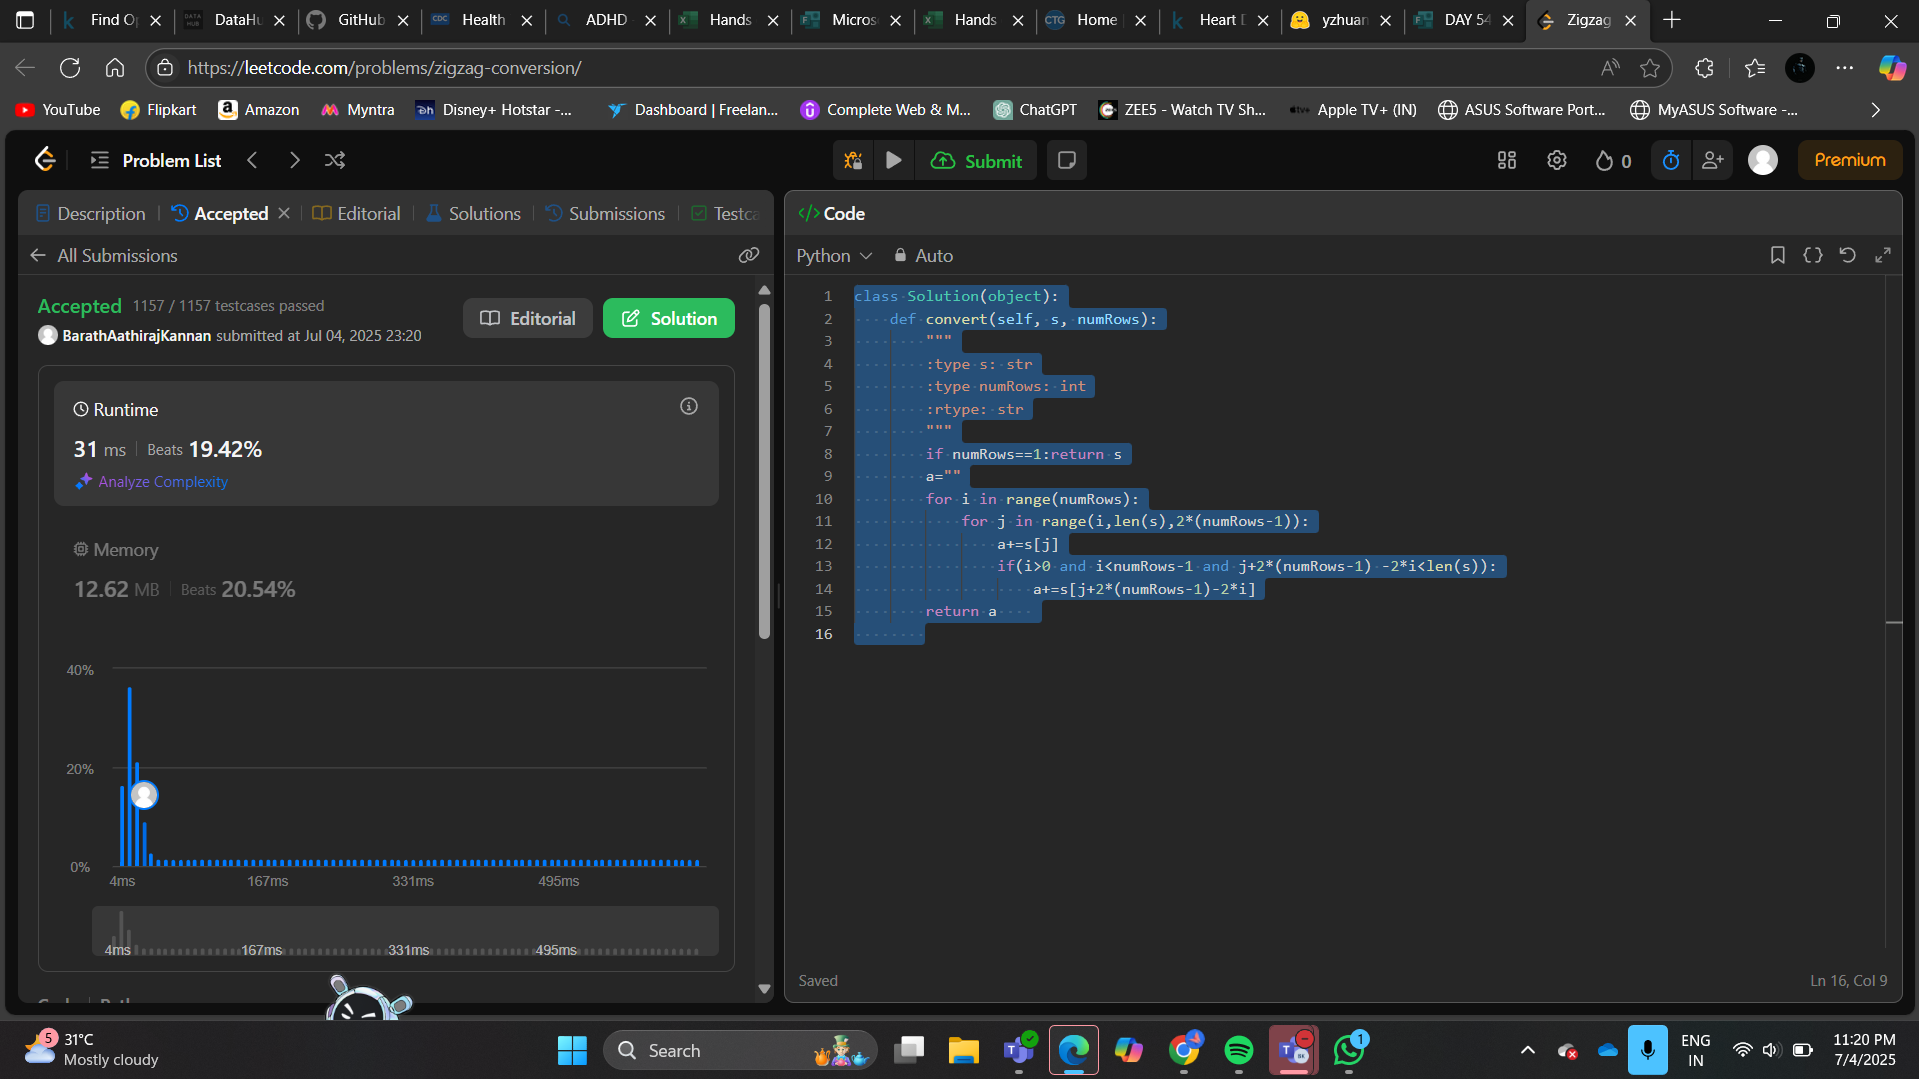 Find Op
DATA HUB
DataHu
GitHub
CDC
Health
ADHD
Hands
Micros
Hands
CTG
Home
Heart D
yzhuan
DAY 54
Zigzag
https://leetcode.com/problems/zigzag-conversion/
YouTube
Flipkart
Amazon
Myntra
Disney+ Hotstar -...
Dashboard | Freelan...
Complete Web & M...
ChatGPT
ZEE5 - Watch TV Sh...
Apple TV+ (IN)
ASUS Software Port...
MyASUS Software -...
Problem List
Submit
0
Premium
Description
Accepted
Editorial
Solutions
Submissions
Testca
All Submissions
Accepted 1157 / 1157 testcases passed
BarathAathirajKannan submitted at Jul 04, 2025 23:20
Editorial
Solution
Runtime
31 ms | Beats 19.42%
Analyze Complexity
Memory
12.62 MB | Beats 20.54%
40%
20%
0%
4ms 167ms 331ms 495ms
4ms 167ms 331ms 495ms
</> Code
Python
Auto
1 class Solution(object):
2 def convert(self, s, numRows):
3 """
4 :type s: str
5 :type numRows: int
6 :rtype: str
7 """
8 if numRows==1:return s
9 a=""
10 for i in range(numRows):
11 for j in range(i,len(s),2*(numRows-1)):
12 a+=s[j]
13 if(i>0 and i<numRows-1 and j+2*(numRows-1) -2*i<len(s)):
14 a+=s[j+2*(numRows-1)-2*i]
15 return a
16
Saved
Ln 16, Col 9
5
31°C
Mostly cloudy
Search
1
ENG
IN
11:20 PM
7/4/2025